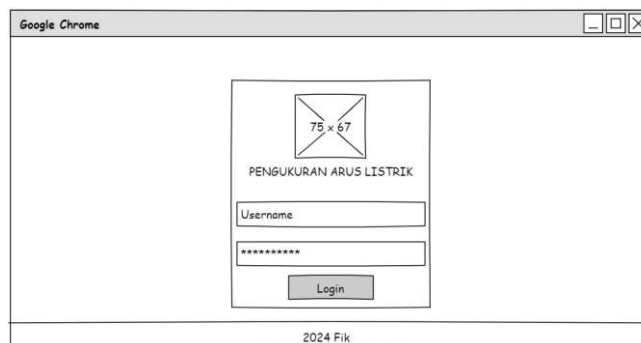 Google Chrome
75 x 67
PENGUKURAN ARUS LISTRIK
Username
**********
Login
2024 Fik